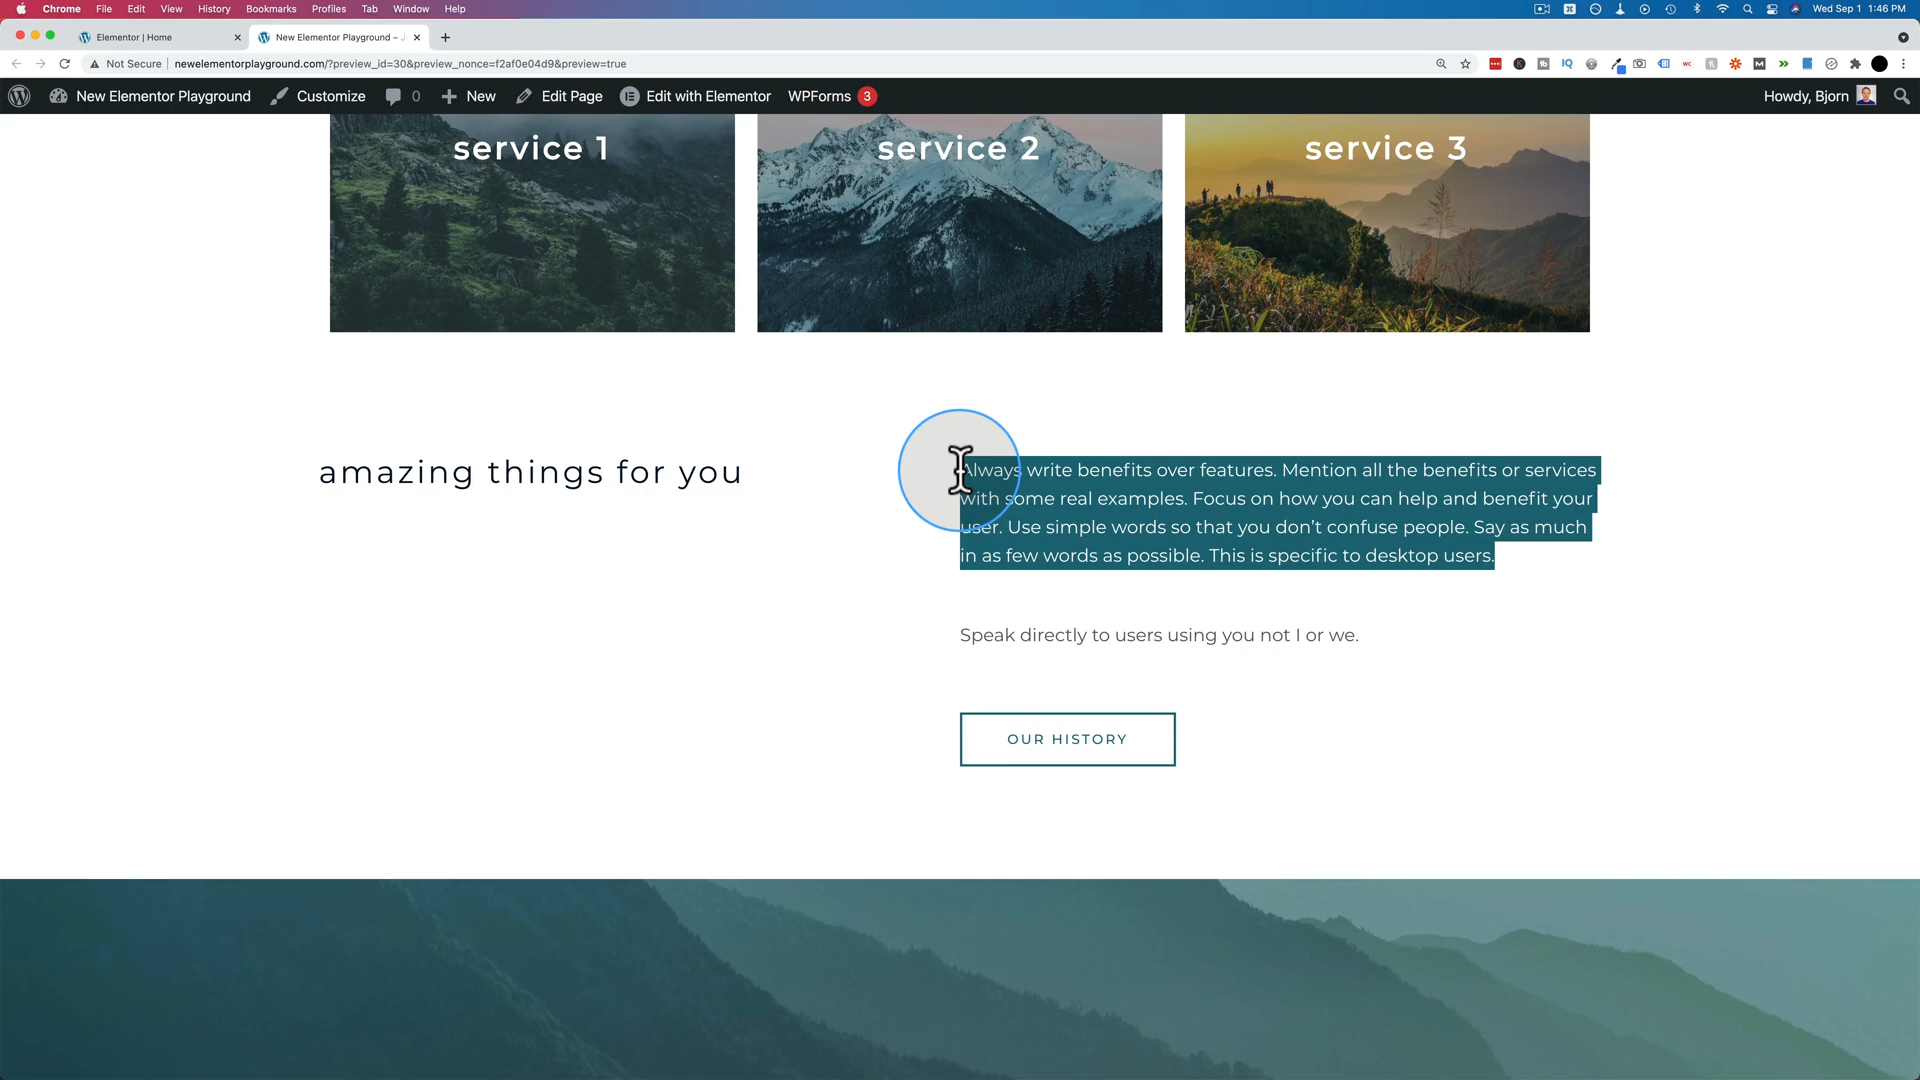 Chrome File Edit View History Bookmarks Profiles Tab Window Help Wed Sep 1 1:46 PM
Elementor | Home New Elementor Playground –
Not Secure newelementorplayground.com/?preview_id=30&preview_nonce=f2af0e04d9&preview=true
New Elementor Playground Customize 0 New Edit Page Edit with Elementor WPForms 3 Howdy, Bjorn
service 1
service 2
service 3
amazing things for you
Always write benefits over features. Mention all the benefits or services
with some real examples. Focus on how you can help and benefit your
user. Use simple words so that you don’t confuse people. Say as much
in as few words as possible. This is specific to desktop users.
Speak directly to users using you not I or we.
OUR HISTORY